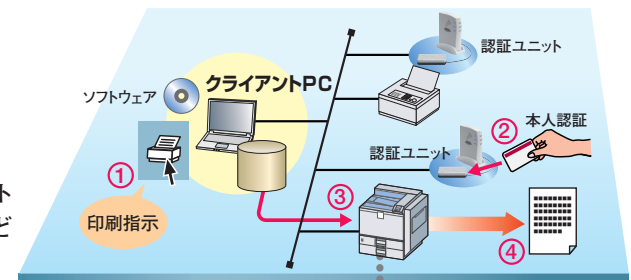 認証ユニット
クライアントPC
ソフトウェア
② 本人認証
認証ユニット
①
③
ト
ど
印刷指示
④